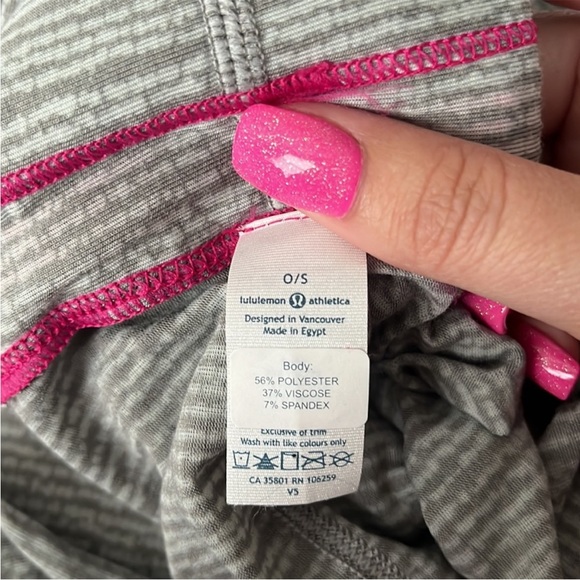 O/S
lululemon athletica
Designed in Vancouver
Made in Egypt
Body:
56% POLYESTER
37% VISCOSE
7% SPANDEX
Exclusive of trim
Wash with like colours only
CA 35801 RN 106259
V5